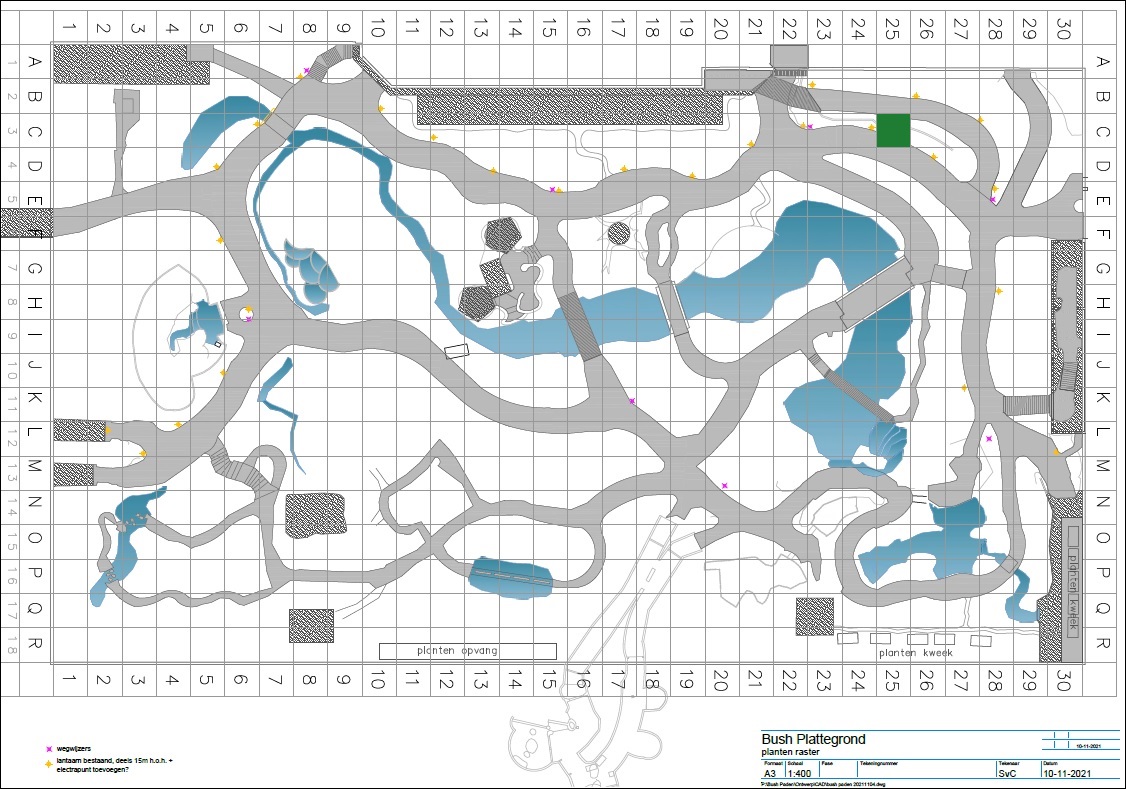 1 2 3 4 5 6 7 8 9 10 11 12 13 14 15 16 17 18 19 20 21 22 23 24 25 26 27 28 29 30
1 A A
2 B B
3 C C
4 D D
5 E E
F F
7 G G
8 H H
9 I I
10 J J
11 K K
12 L L
13 M M
14 N N
15 O O
16 P P
17 Q Q
18 R R
planten kweek
planten opvang
planten kweek
1 2 3 4 5 6 7 8 9 10 11 12 13 14 15 16 17 18 19 20 21 22 23 24 25 26 27 28 29 30
wegwijzers
lantaarn bestaand, deels 15m h.o.h. +
electrapunt toevoegen?
Bush Plattegrond
planten raster
10-11-2021
Formaat Schaal Fase Tekeningnummer Tekenaar Datum
A3 1:400 SvC 10-11-2021
P:\Bush Paden\Ontwerp\CAD\bush paden 20211104.dwg